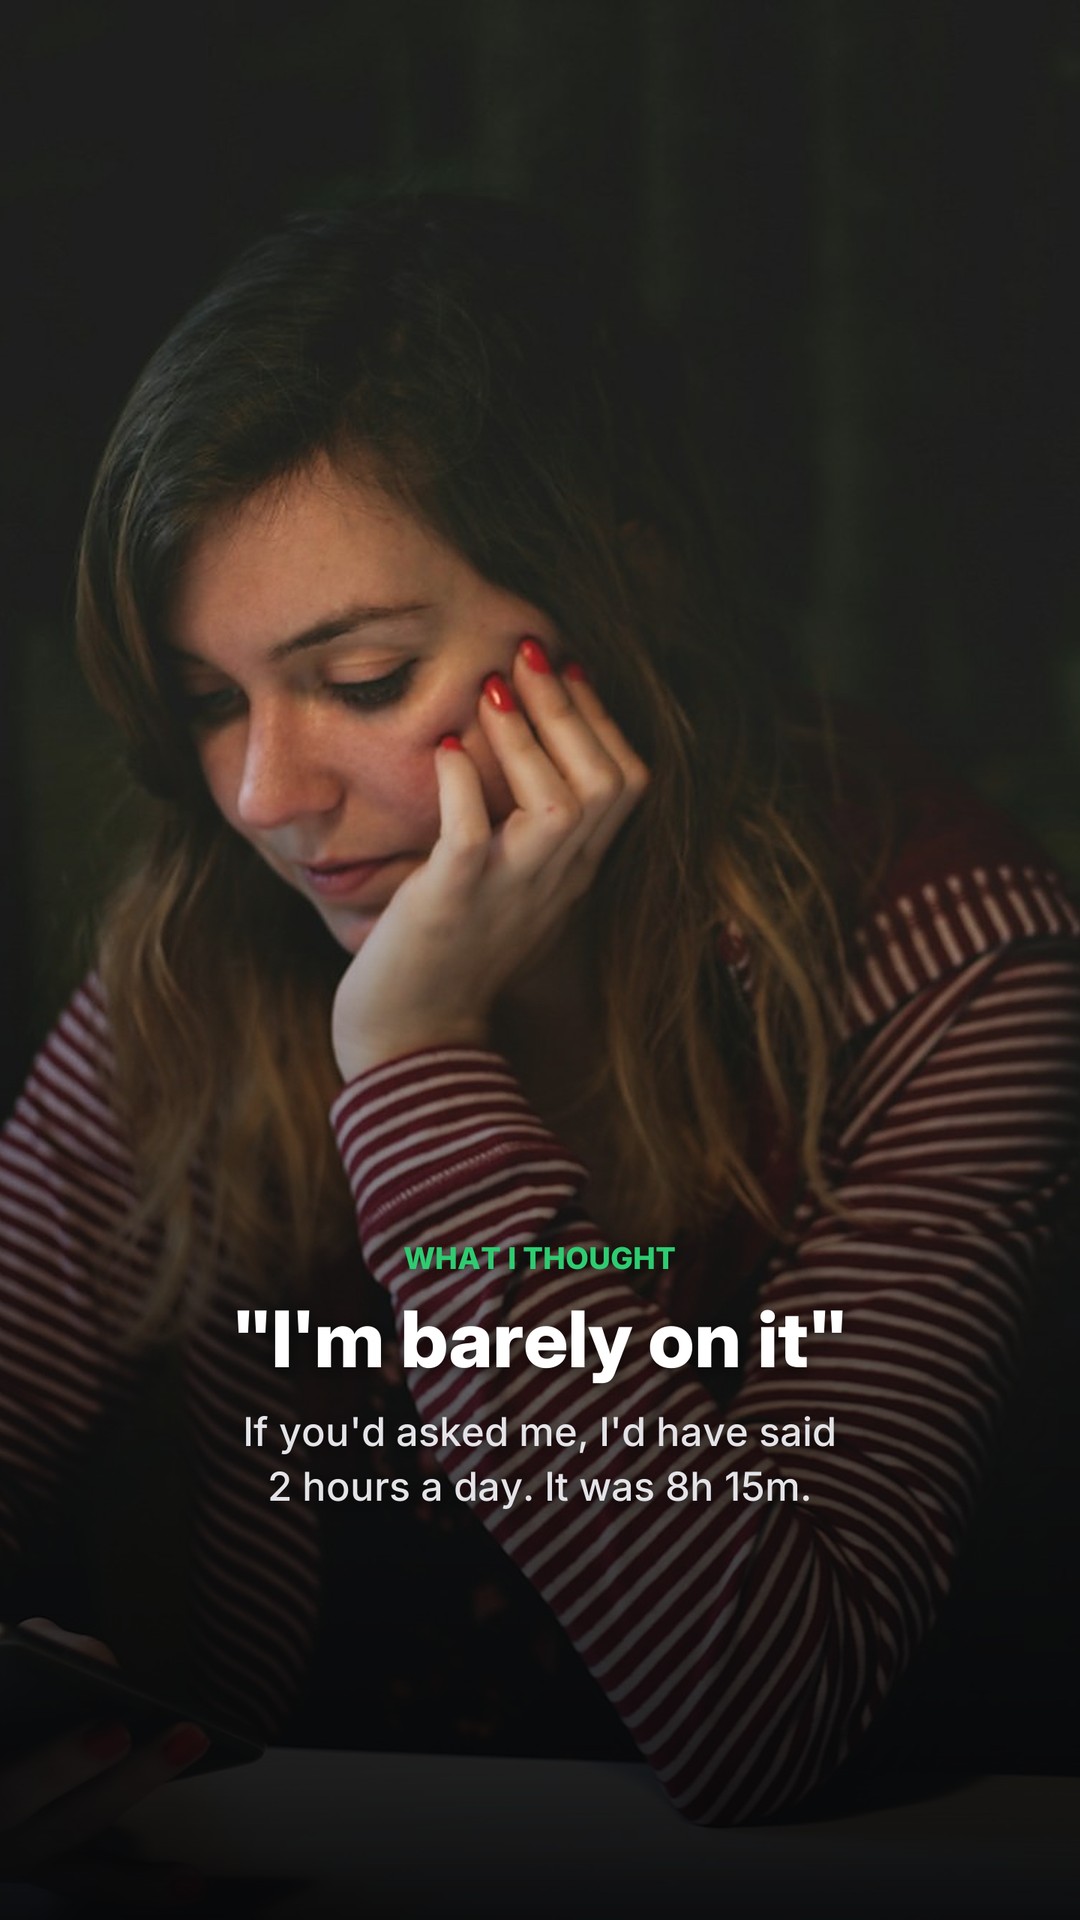 WHAT I THOUGHT
"I'm barely on it"
If you'd asked me, I'd have said
2 hours a day. It was 8h 15m.